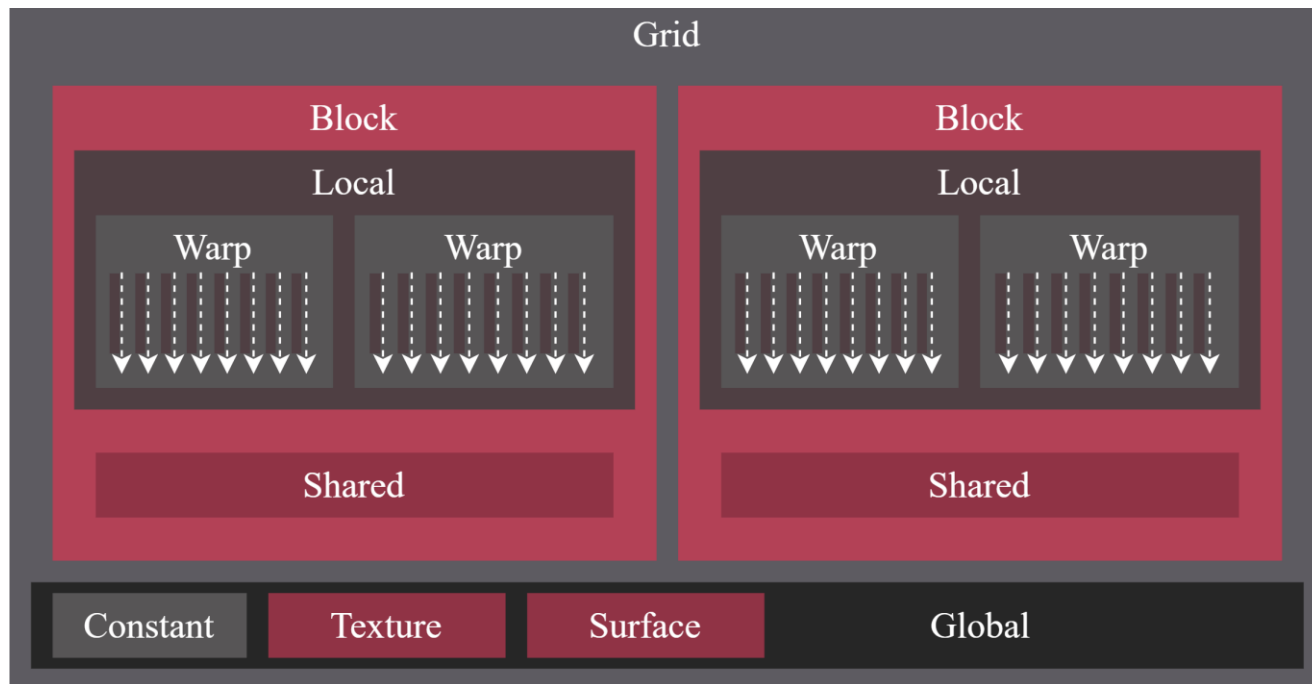 Grid
Block
Local
Warp
Warp
Shared
Block
Local
Warp
Warp
Shared
Constant
Texture
Surface
Global